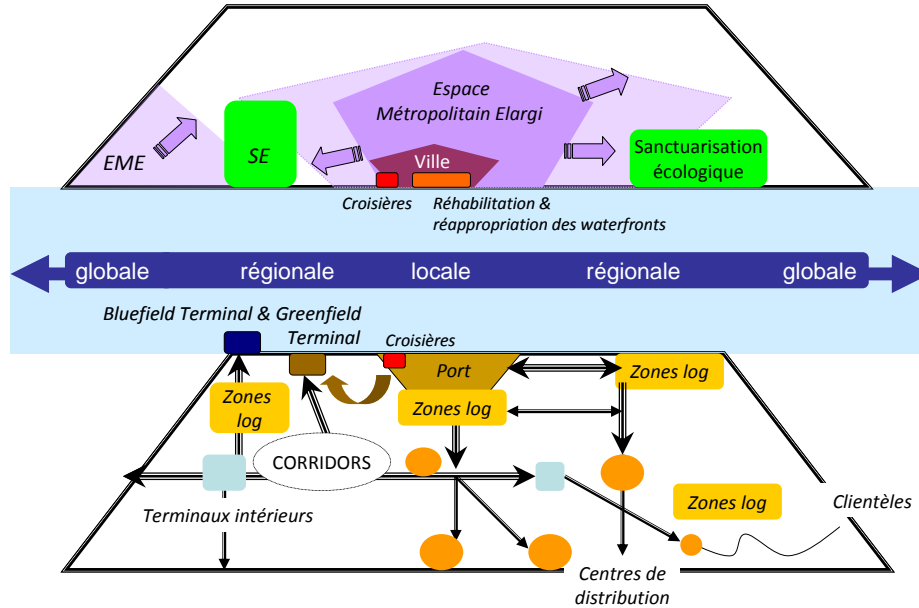 Espace
Métropolitain Elargi
EME
SE
Ville
Sanctuarisation
écologique
Croisières
Réhabilitation &
réappropriation des waterfronts
globale régionale locale régionale globale
Bluefield Terminal & Greenfield
Terminal
Croisières
Port
Zones log
Zones
log
Zones log
CORRIDORS
Terminaux intérieurs
Zones log
Clientèles
Centres de
distribution